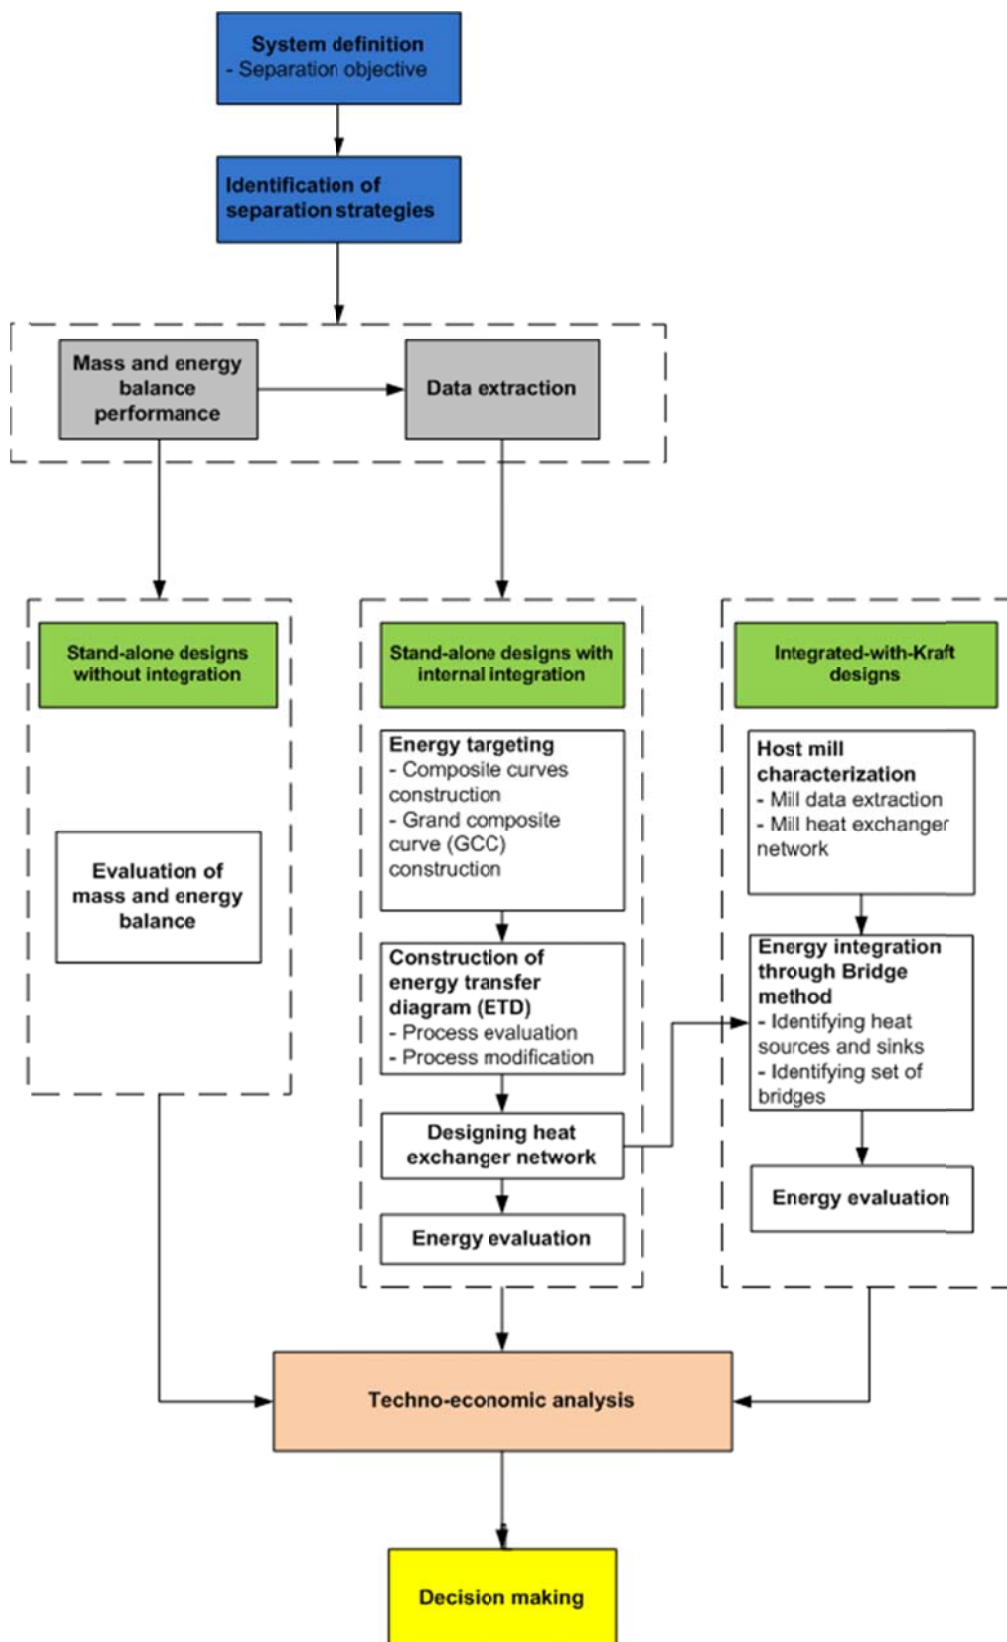 System definition
- Separation objective
Identification of
separation strategies
Mass and energy
balance
performance
Data extraction
Stand-alone designs
without integration
Evaluation of
mass and energy
balance
Stand-alone designs with
internal integration
Energy targeting
- Composite curves
construction
- Grand composite
curve (GCC)
construction
Construction of
energy transfer
diagram (ETD)
- Process evaluation
- Process modification
Designing heat
exchanger network
Energy evaluation
Integrated-with-Kraft
designs
Host mill
characterization
- Mill data extraction
- Mill heat exchanger
network
Energy integration
through Bridge
method
- Identifying heat
sources and sinks
- Identifying set of
bridges
Energy evaluation
Techno-economic analysis
Decision making